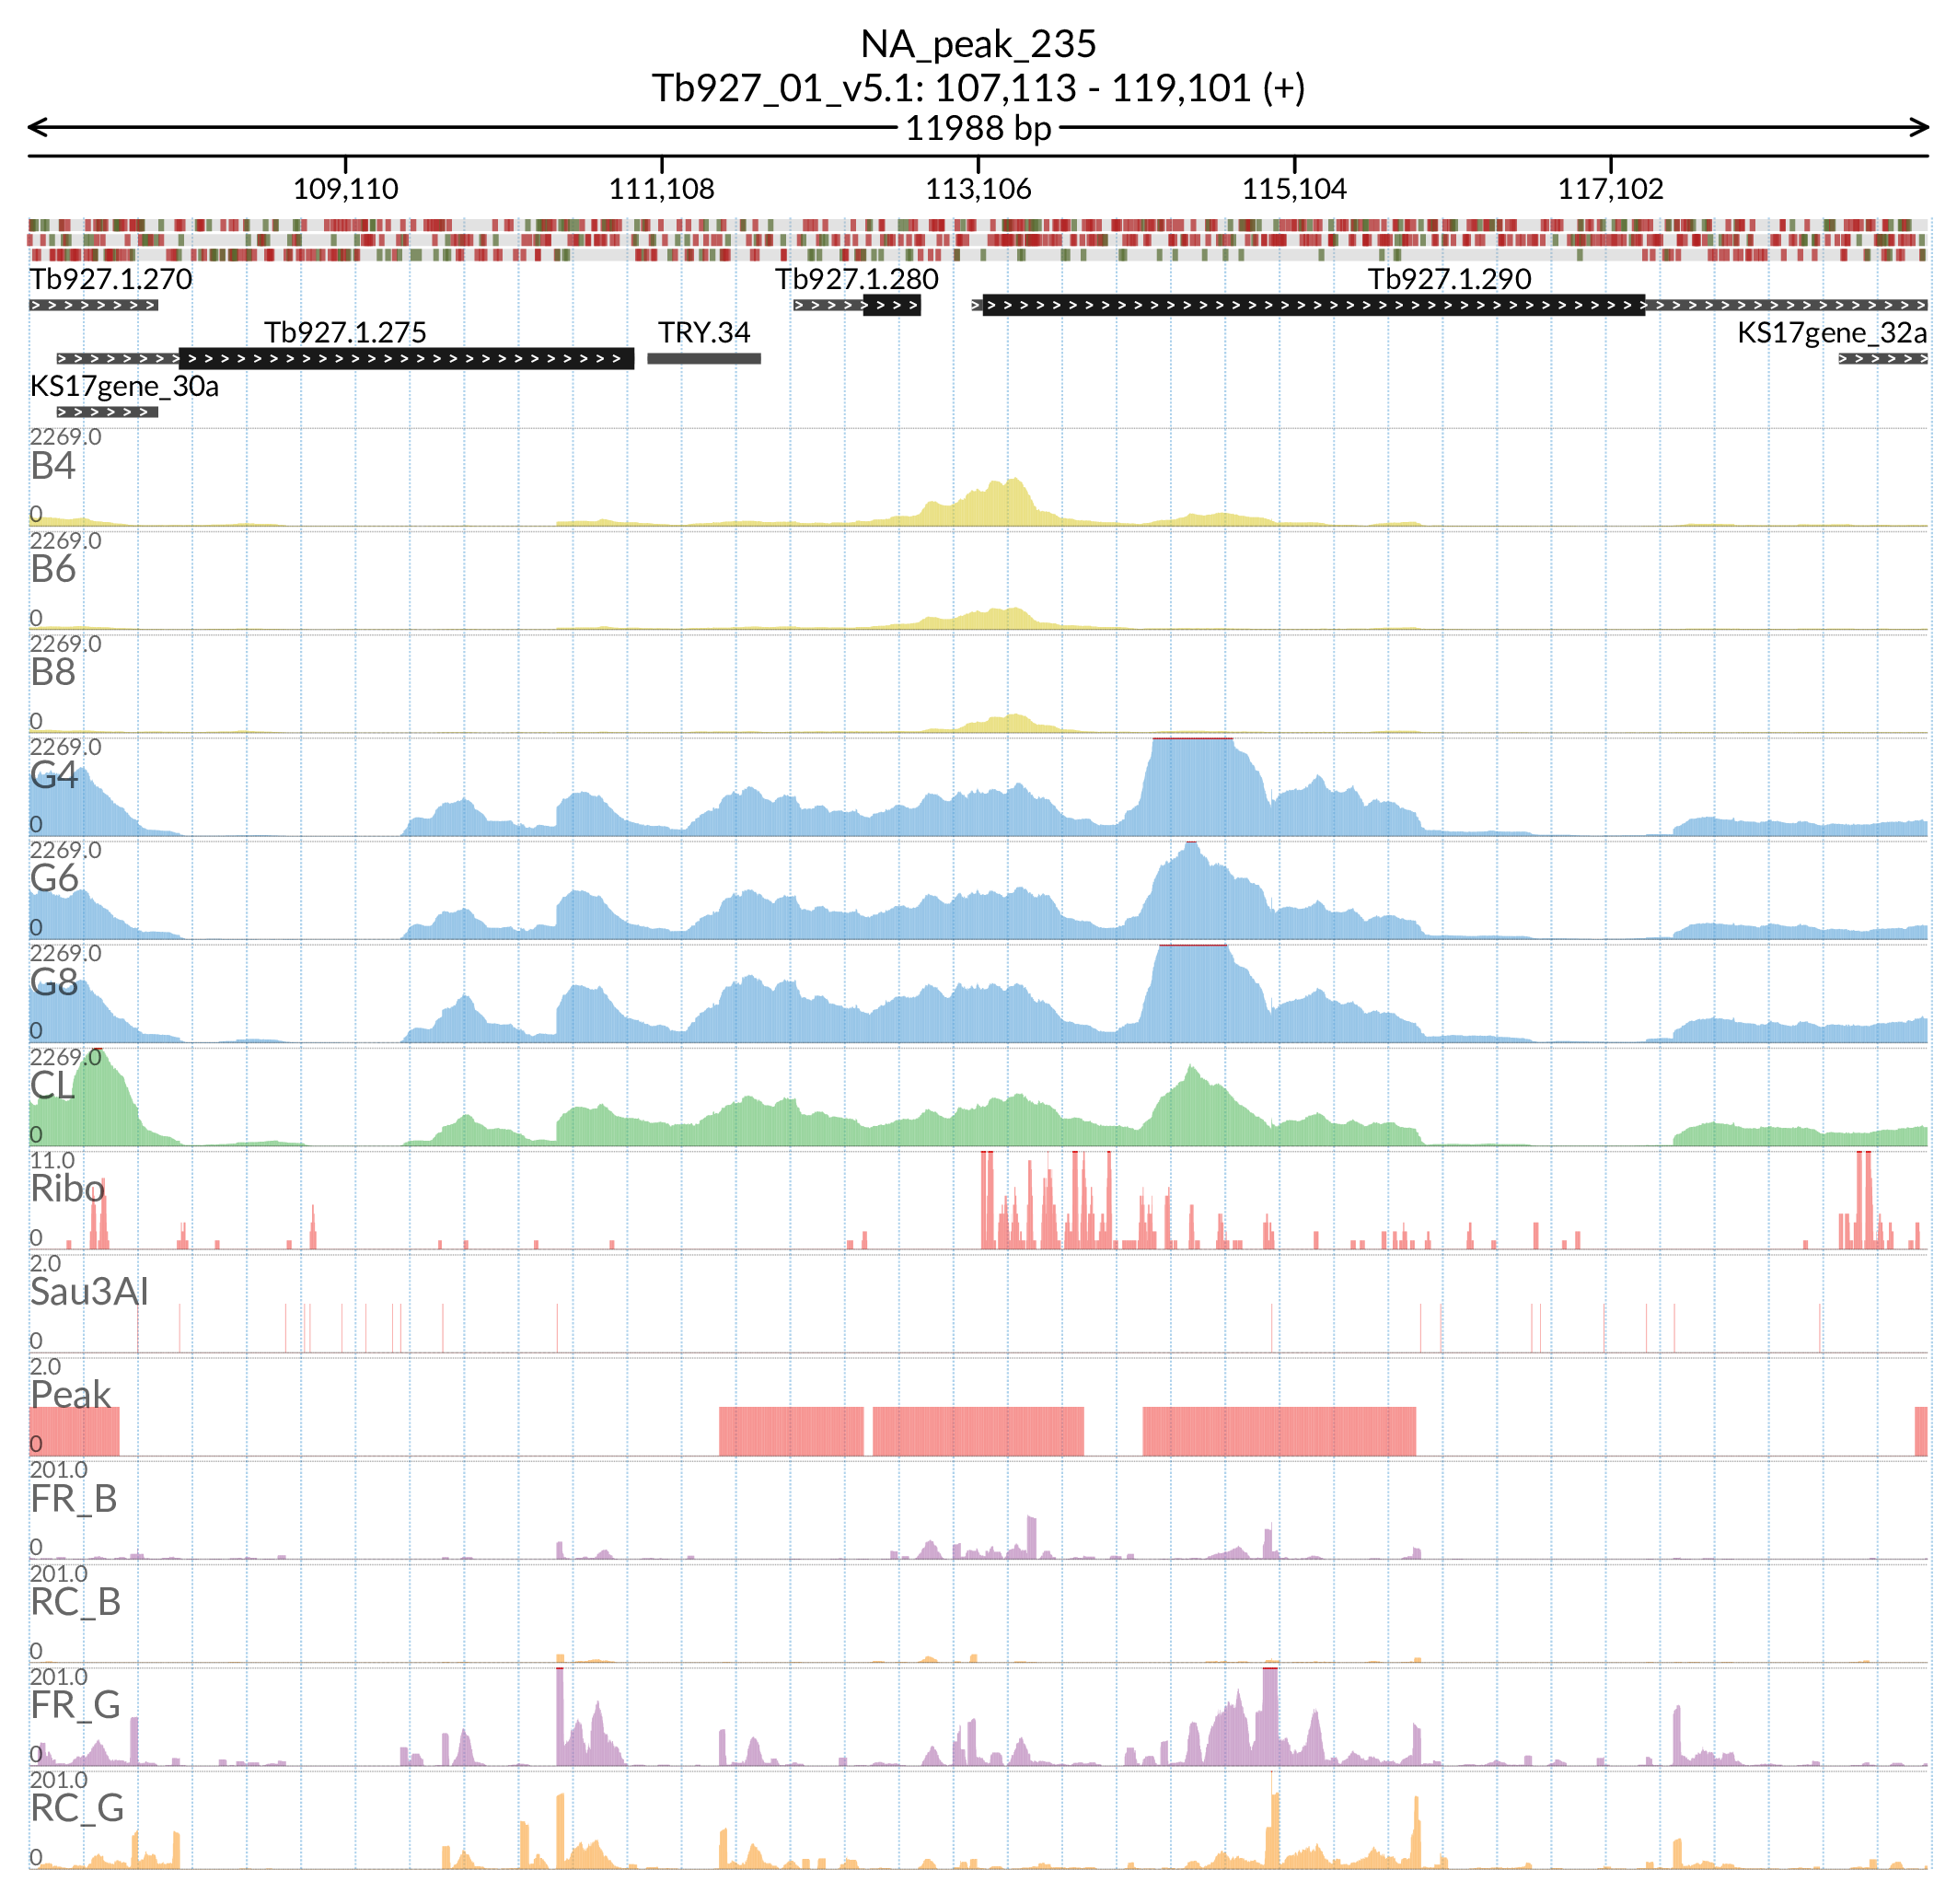 NA_peak_235
Tb927_01_v5.1: 107,113 - 119,101 (+)
11988 bp
109,110 111,108 113,106 115,104 117,102
Tb927.1.270 Tb927.1.280 Tb927.1.290
Tb927.1.275 TRY.34 KS17gene_32a
KS17gene_30a
2269.0
B4
0
2269.0
B6
0
2269.0
B8
0
2269.0
G4
0
2269.0
G6
0
2269.0
G8
0
2269.0
CL
0
11.0
Ribo
0
2.0
Sau3AI
0
2.0
Peak
0
201.0
FR_B
0
201.0
RC_B
0
201.0
FR_G
0
201.0
RC_G
0